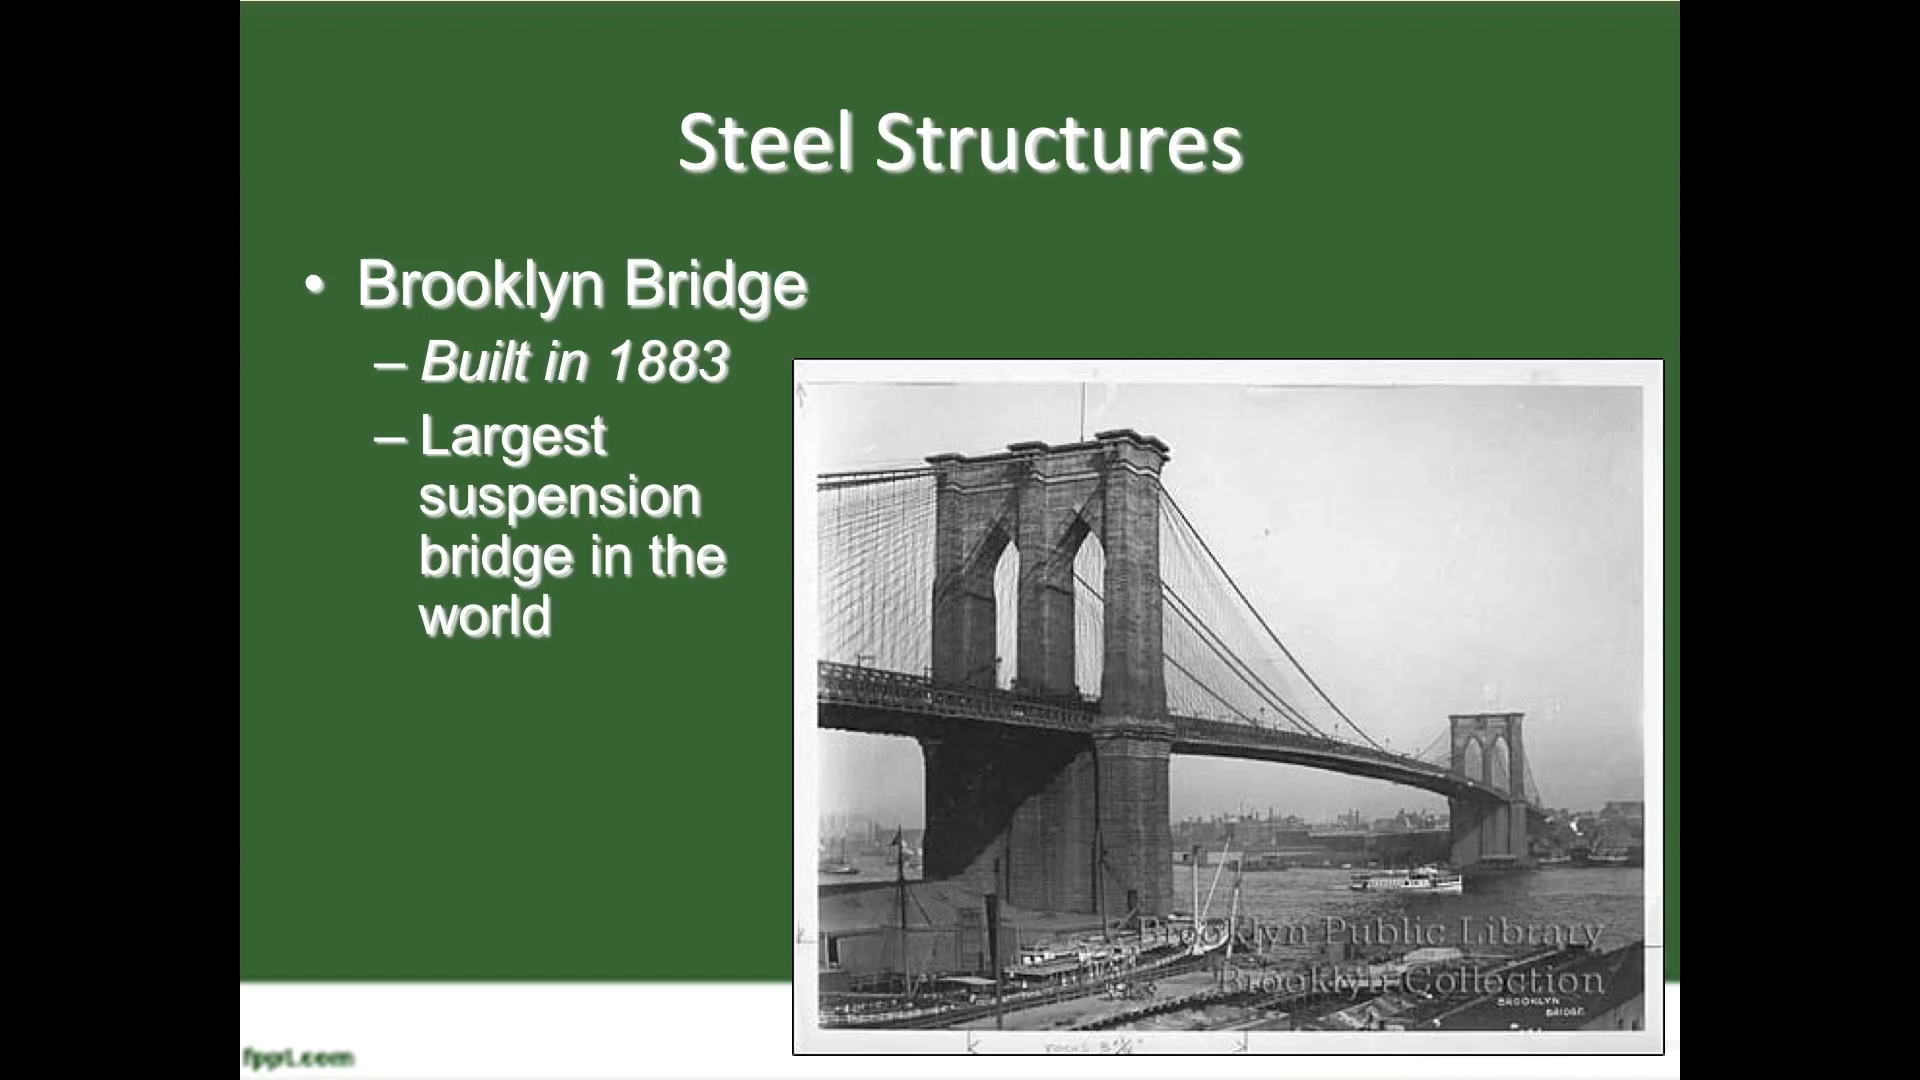 Steel Structures
• Brooklyn Bridge
– Built in 1883
– Largest
suspension
bridge in the
world
Brooklyn Public Library
Brooklyn Collection
BROOKLYN
BRIDGE
fppt.com